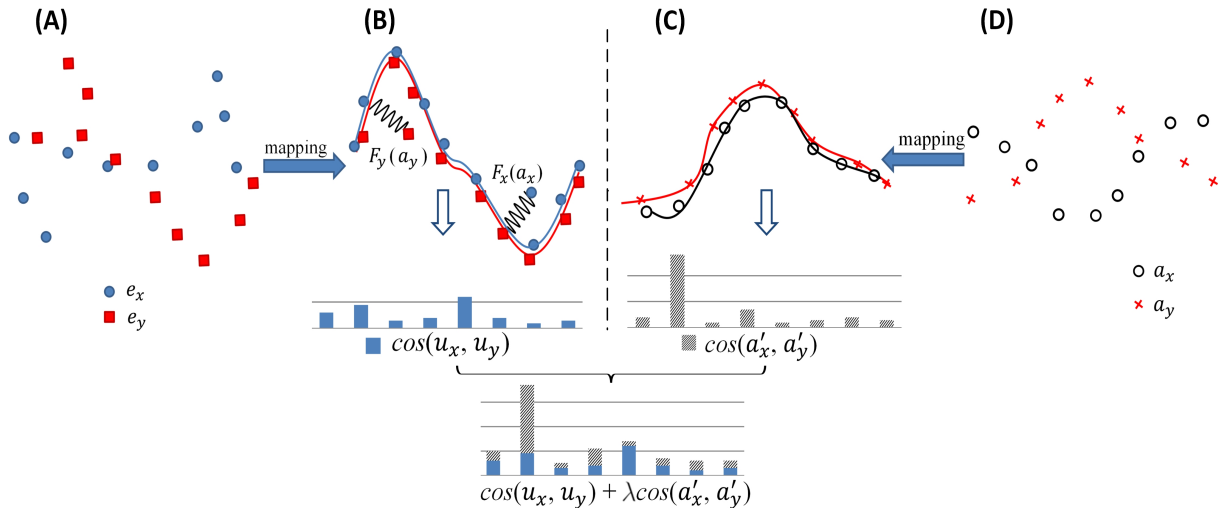 (A)
(B)
(C)
(D)
mapping
F_y(a_y)
F_x(a_x)
mapping
e_x
e_y
a_x
a_y
cos(u_x, u_y)
cos(a'_x, a'_y)
cos(u_x, u_y) + λcos(a'_x, a'_y)